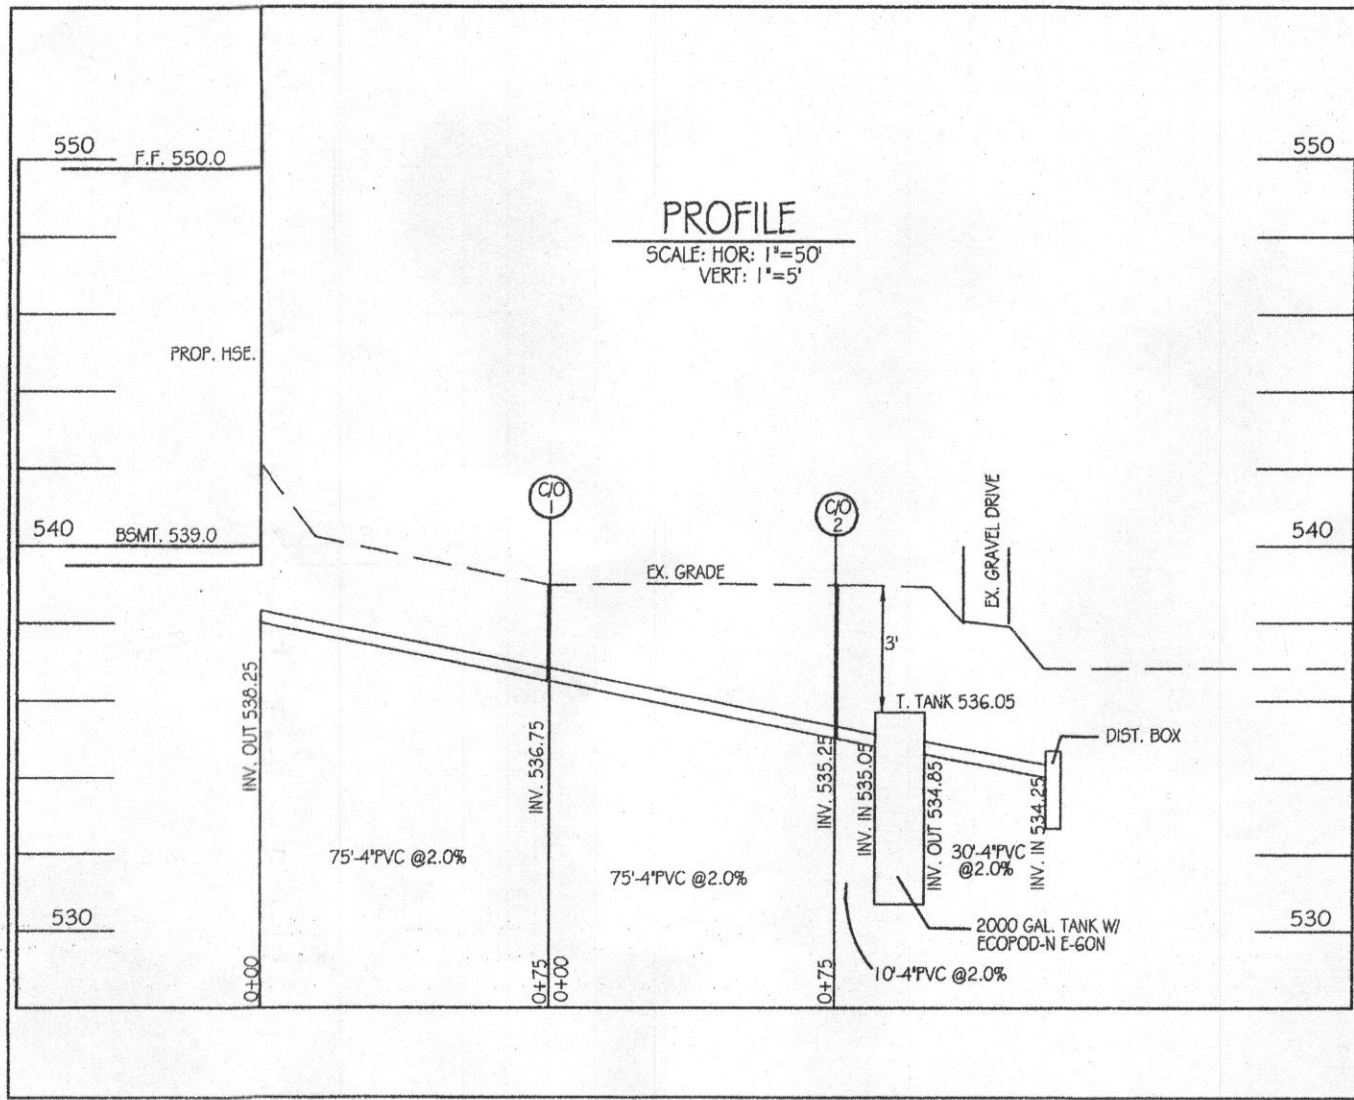 PROFILE
SCALE: HOR: 1"=50'
VERT: 1"=5'
550
F.F. 550.0
550
PROP. HSE.
C/O
1
C/O
2
EX. GRAVEL DRIVE
540
BSMT. 539.0
540
EX. GRADE
3'
T. TANK 536.05
DIST. BOX
INV. OUT 538.25
INV. 536.75
INV. 535.25
INV. IN 535.05
INV. OUT 534.85
INV. IN 534.25
75'-4"PVC @2.0%
75'-4"PVC @2.0%
30'-4"PVC
@2.0%
530
530
2000 GAL. TANK W/
ECOPOD-N E-60N
10'-4"PVC @2.0%
0+00
0+75
0+00
0+75